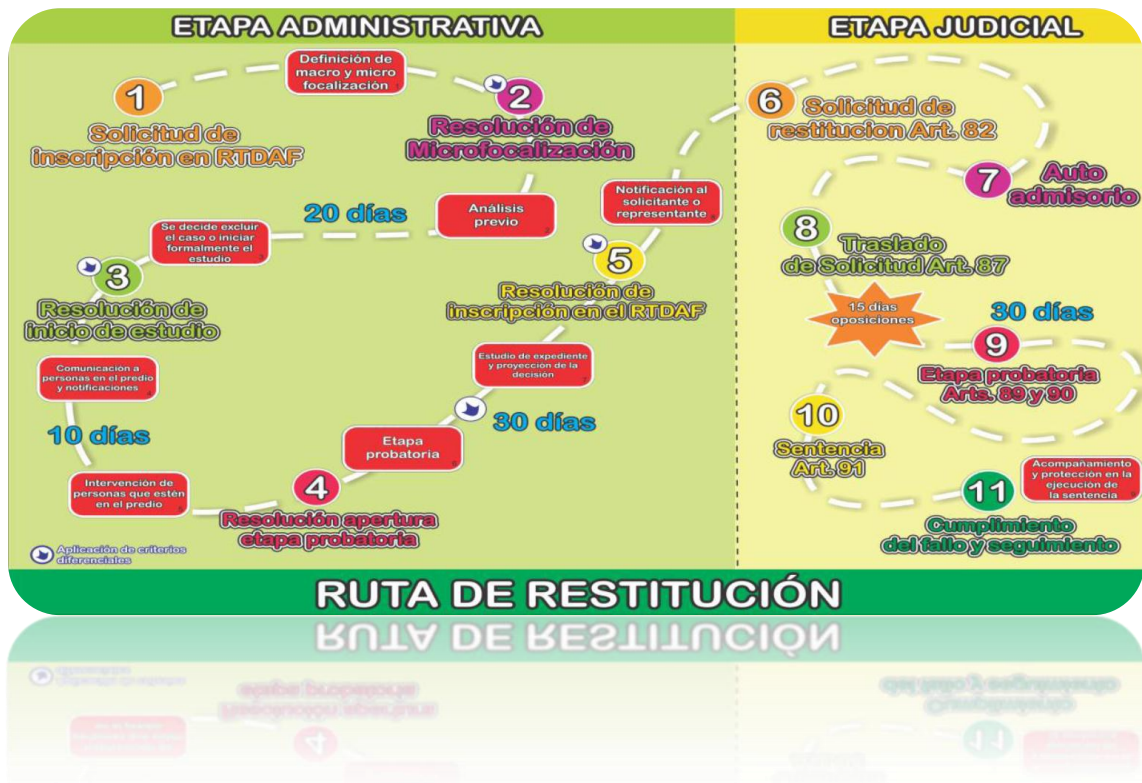 ETAPA ADMINISTRATIVA
1
Solicitud de
inscripción en RTDAF
Definición de
macro y micro
focalización 1
2
Resolución de
Microfocalización
Análisis
previo 2
20 días
Se decide excluir
el caso o iniciar
formalmente el
estudio 3
3
Resolución de
inicio de estudio
Comunicación a
personas en el predio
y notificaciones 4
10 días
Intervención de
personas que estén
en el predio 5
4
Resolución apertura
etapa probatoria
Etapa
probatoria
30 días
Estudio de expediente
y proyección de la
decisión 7
5
Resolución de
inscripción en el RTDAF
Notificación al
solicitante o
representante
Aplicación de criterios
diferenciales
ETAPA JUDICIAL
6
Solicitud de
restitucion Art. 82
7
Auto
admisorio
8
Traslado
de Solicitud Art. 87
15 días
oposiciones
30 días
9
Etapa probatoria
Arts. 89 y 90
10
Sentencia
Art. 91
Acompañamiento
y protección en la
ejecución de
la sentencia
11
Cumplimiento
del fallo y seguimiento
RUTA DE RESTITUCIÓN